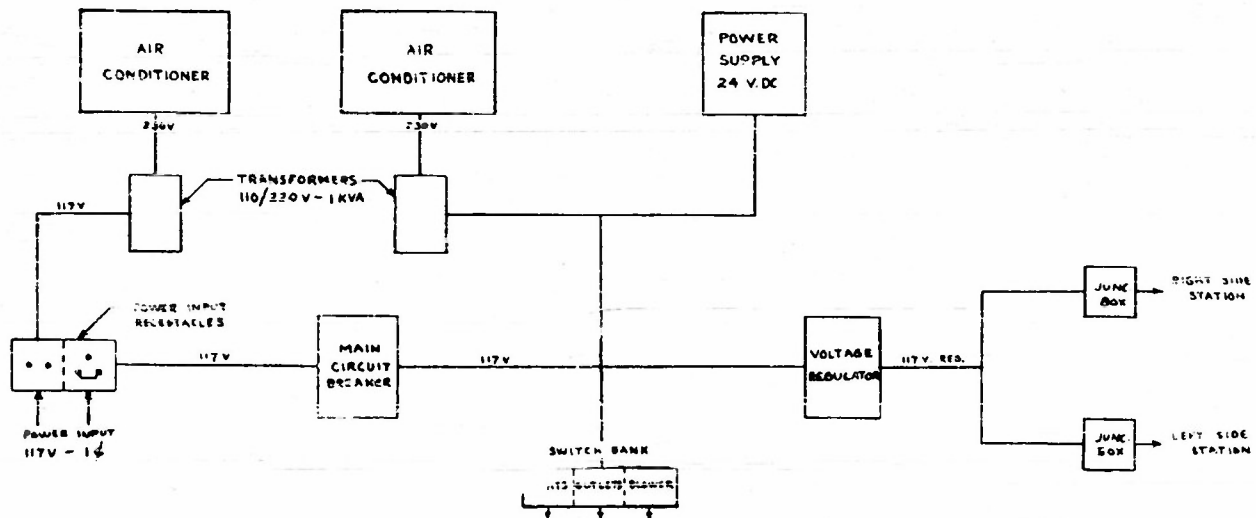 AIR
CONDITIONER
AIR
CONDITIONER
POWER
SUPPLY
24 V.DC
230V
230V
TRANSFORMERS
110/220V - 1 KVA
117V
POWER INPUT
RECEPTACLES
117V
MAIN
CIRCUIT
BREAKER
117V
VOLTAGE
REGULATOR
117V. REG.
JUNC.
BOX
RIGHT SIDE
STATION
POWER INPUT
117V - 1ϕ
SWITCH BANK
OUTLETS
BLOWER
JUNC.
BOX
LEFT SIDE
STATION